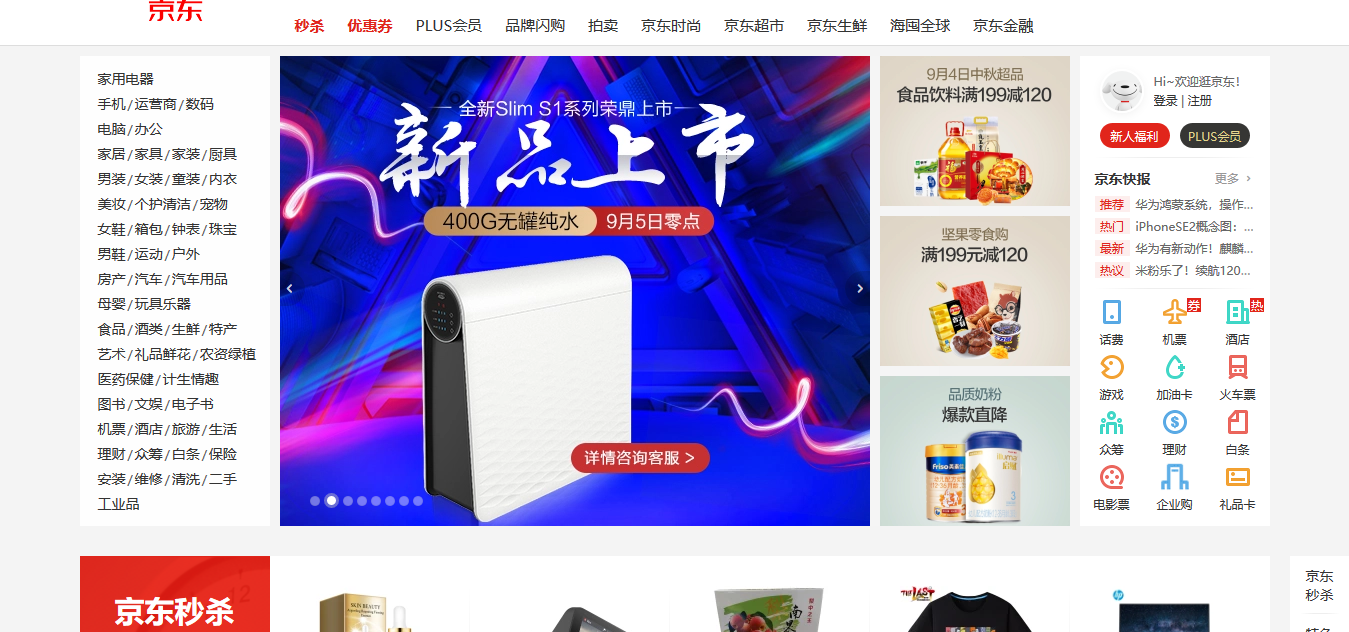 京东
秒杀 优惠券 PLUS会员 品牌闪购 拍卖 京东时尚 京东超市 京东生鲜 海囤全球 京东金融
家用电器
手机/运营商/数码
电脑/办公
家居/家具/家装/厨具
男装/女装/童装/内衣
美妆/个护清洁/宠物
女鞋/箱包/钟表/珠宝
男鞋/运动/户外
房产/汽车/汽车用品
母婴/玩具乐器
食品/酒类/生鲜/特产
艺术/礼品鲜花/农资绿植
医药保健/计生情趣
图书/文娱/电子书
机票/酒店/旅游/生活
理财/众筹/白条/保险
安装/维修/清洗/二手
工业品
全新Slim S1系列荣鼎上市
新品上市
400G无罐纯水 9月5日零点
详情咨询客服 >
9月4日中秋超品
食品饮料满199减120
坚果零食购
满199元减120
品质奶粉
爆款直降
Friso
illuma
3
Hi~欢迎逛京东!
登录 | 注册
新人福利 PLUS会员
京东快报 更多 >
推荐 华为鸿蒙系统，操作...
热门 iPhoneSE2概念图：...
最新 华为有新动作！麒麟...
热议 米粉乐了！续航120...
券 热
话费 机票 酒店
游戏 加油卡 火车票
众筹 理财 白条
电影票 企业购 礼品卡
京东秒杀
12
SKIN BEAUTY
THE LAST
hp
京东
秒杀